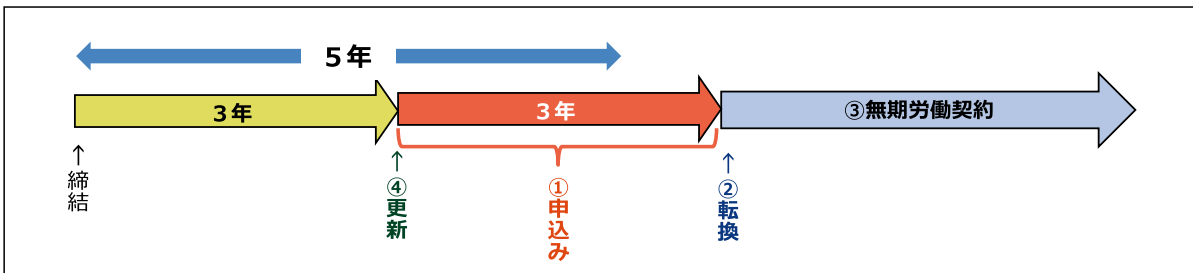 5年
3年
3年
③無期労働契約
↑締結
↑④更新
①申込み
↑②転換